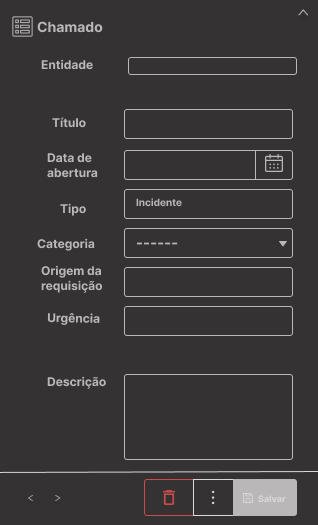 Chamado
Entidade
Título
Data de
abertura
Tipo
Incidente
Categoria
------
Origem da
requisição
Urgência
Descrição
< >
Salvar